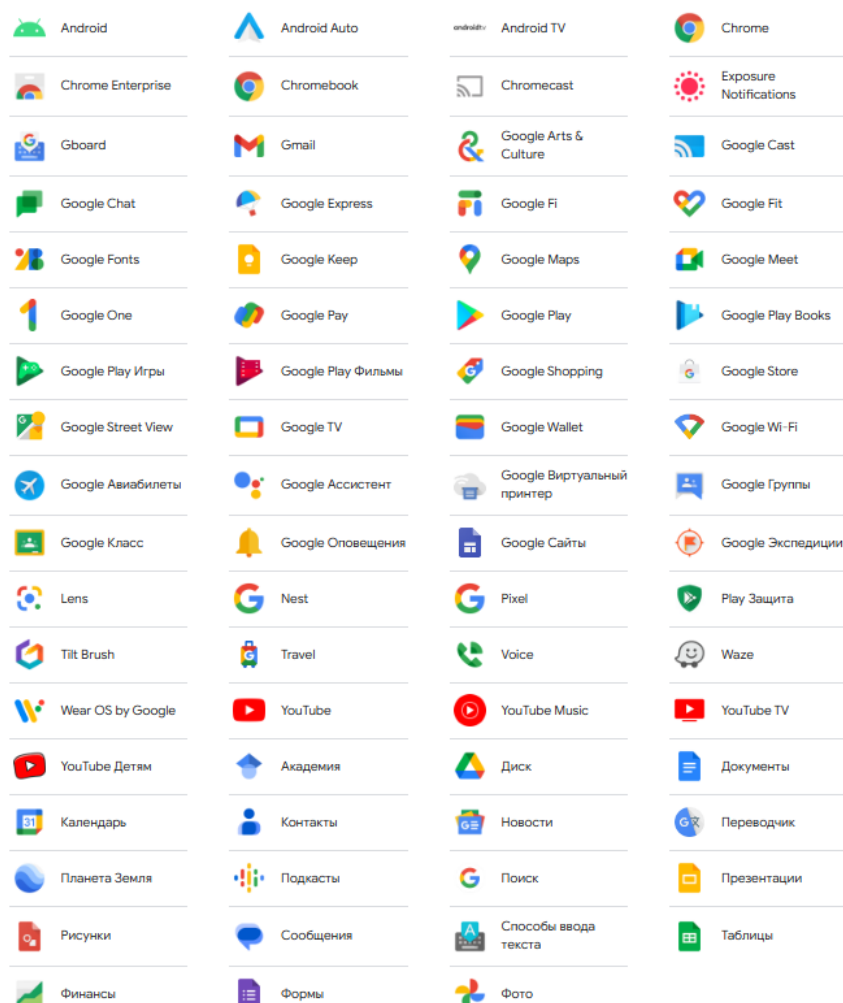 Android
Android Auto
androidtv
Android TV
Chrome
Chrome Enterprise
Chromebook
Chromecast
Exposure
Notifications
Gboard
Gmail
Google Arts &
Culture
Google Cast
Google Chat
Google Express
Google Fi
Google Fit
Google Fonts
Google Keep
Google Maps
Google Meet
Google One
Google Pay
Google Play
Google Play Books
Google Play Игры
Google Play Фильмы
Google Shopping
Google Store
Google Street View
Google TV
Google Wallet
Google Wi-Fi
Google Авиабилеты
Google Ассистент
Google Виртуальный
принтер
Google Группы
Google Класс
Google Оповещения
Google Сайты
Google Экспедиции
Lens
Nest
Pixel
Play Защита
Tilt Brush
Travel
Voice
Waze
Wear OS by Google
YouTube
YouTube Music
YouTube TV
YouTube Детям
Академия
Диск
Документы
31
Календарь
Контакты
Новости
Переводчик
Планета Земля
Подкасты
Поиск
Презентации
Рисунки
Сообщения
Способы ввода
текста
Таблицы
Финансы
Формы
Фото